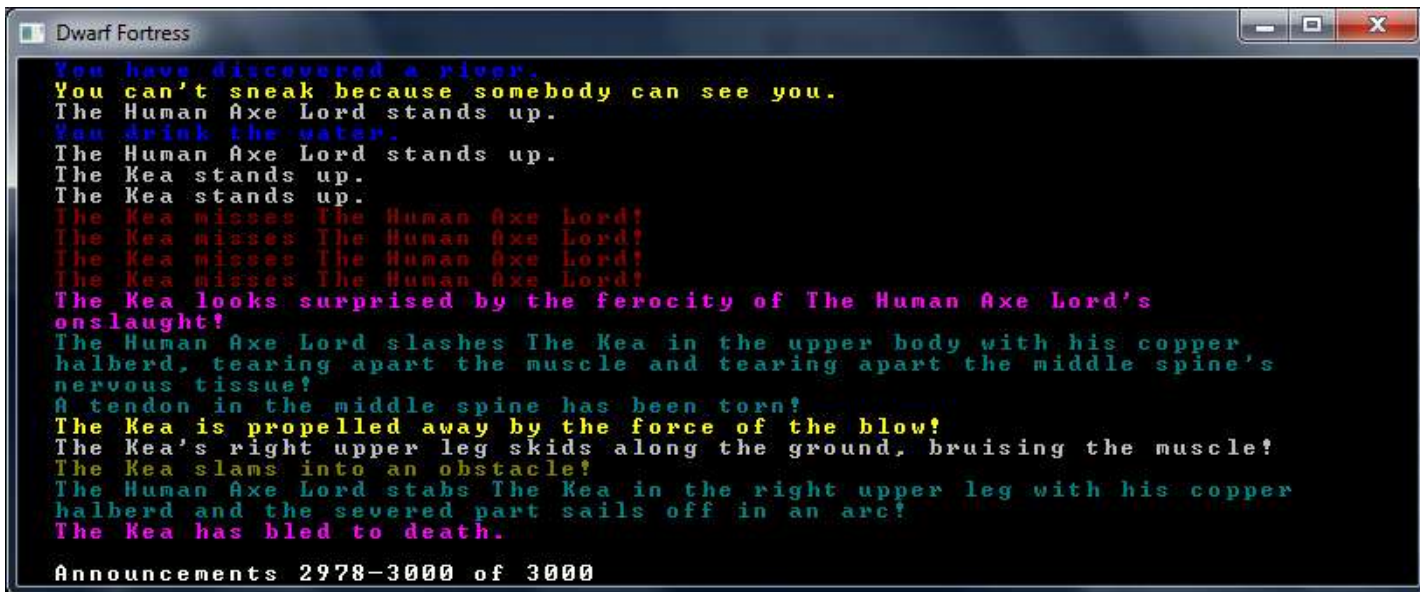 Dwarf Fortress
You have discovered a river.
You can't sneak because somebody can see you.
The Human Axe Lord stands up.
You drink the water.
The Human Axe Lord stands up.
The Kea stands up.
The Kea stands up.
The Kea misses The Human Axe Lord!
The Kea misses The Human Axe Lord!
The Kea misses The Human Axe Lord!
The Kea misses The Human Axe Lord!
The Kea looks surprised by the ferocity of The Human Axe Lord's
onslaught!
The Human Axe Lord slashes The Kea in the upper body with his copper
halberd, tearing apart the muscle and tearing apart the middle spine's
nervous tissue!
A tendon in the middle spine has been torn!
The Kea is propelled away by the force of the blow!
The Kea's right upper leg skids along the ground, bruising the muscle!
The Kea slams into an obstacle!
The Human Axe Lord stabs The Kea in the right upper leg with his copper
halberd and the severed part sails off in an arc!
The Kea has bled to death.
Announcements 2978-3000 of 3000